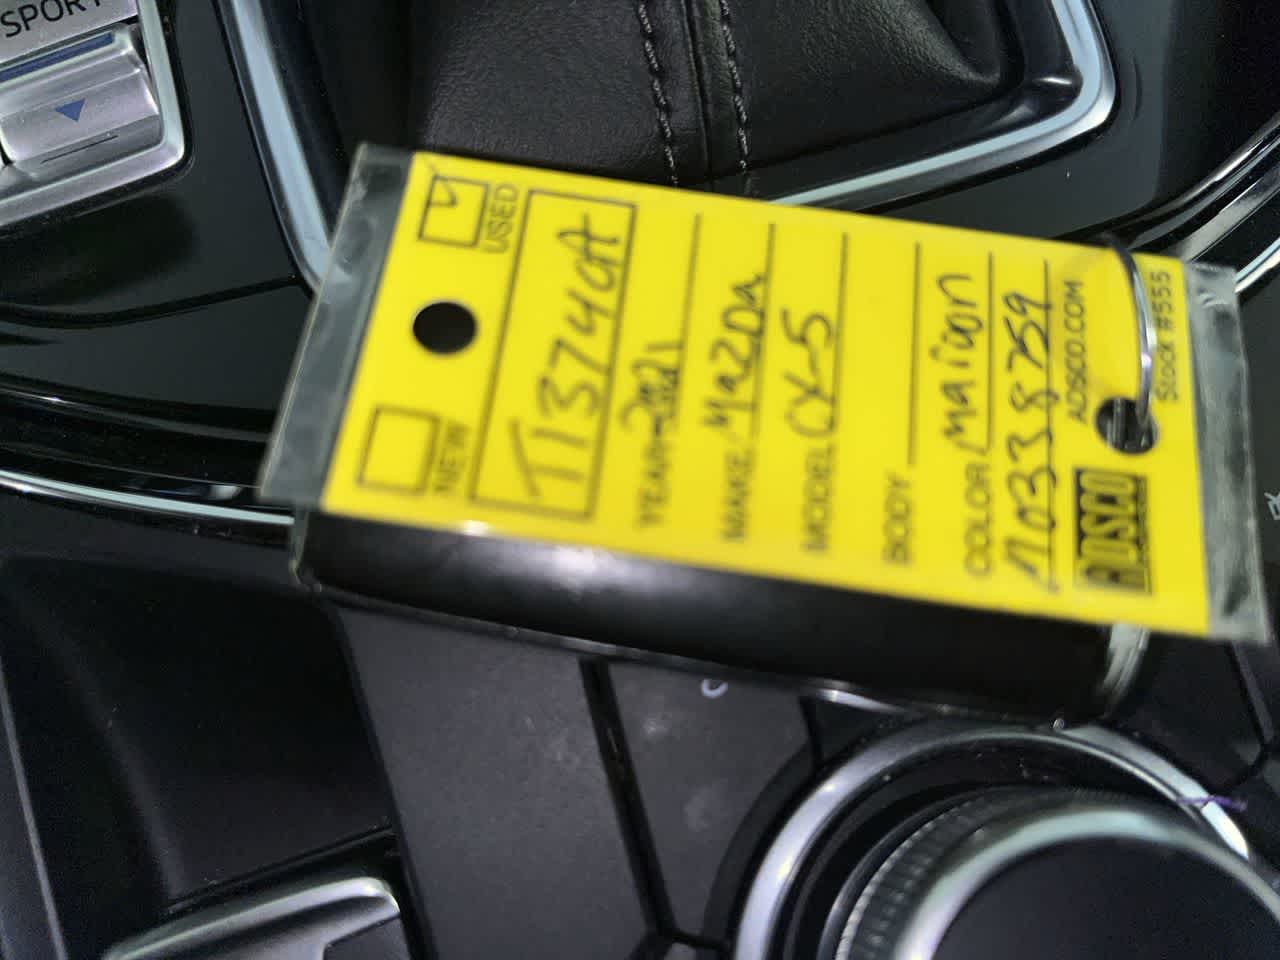 SPORT
USED
NEW
T13740A
YEAR 2021
MAKE Mazda
MODEL CX-5
BODY
COLOR Maroon
M0338759
ADSCO
ADSCO.COM
Stock #555